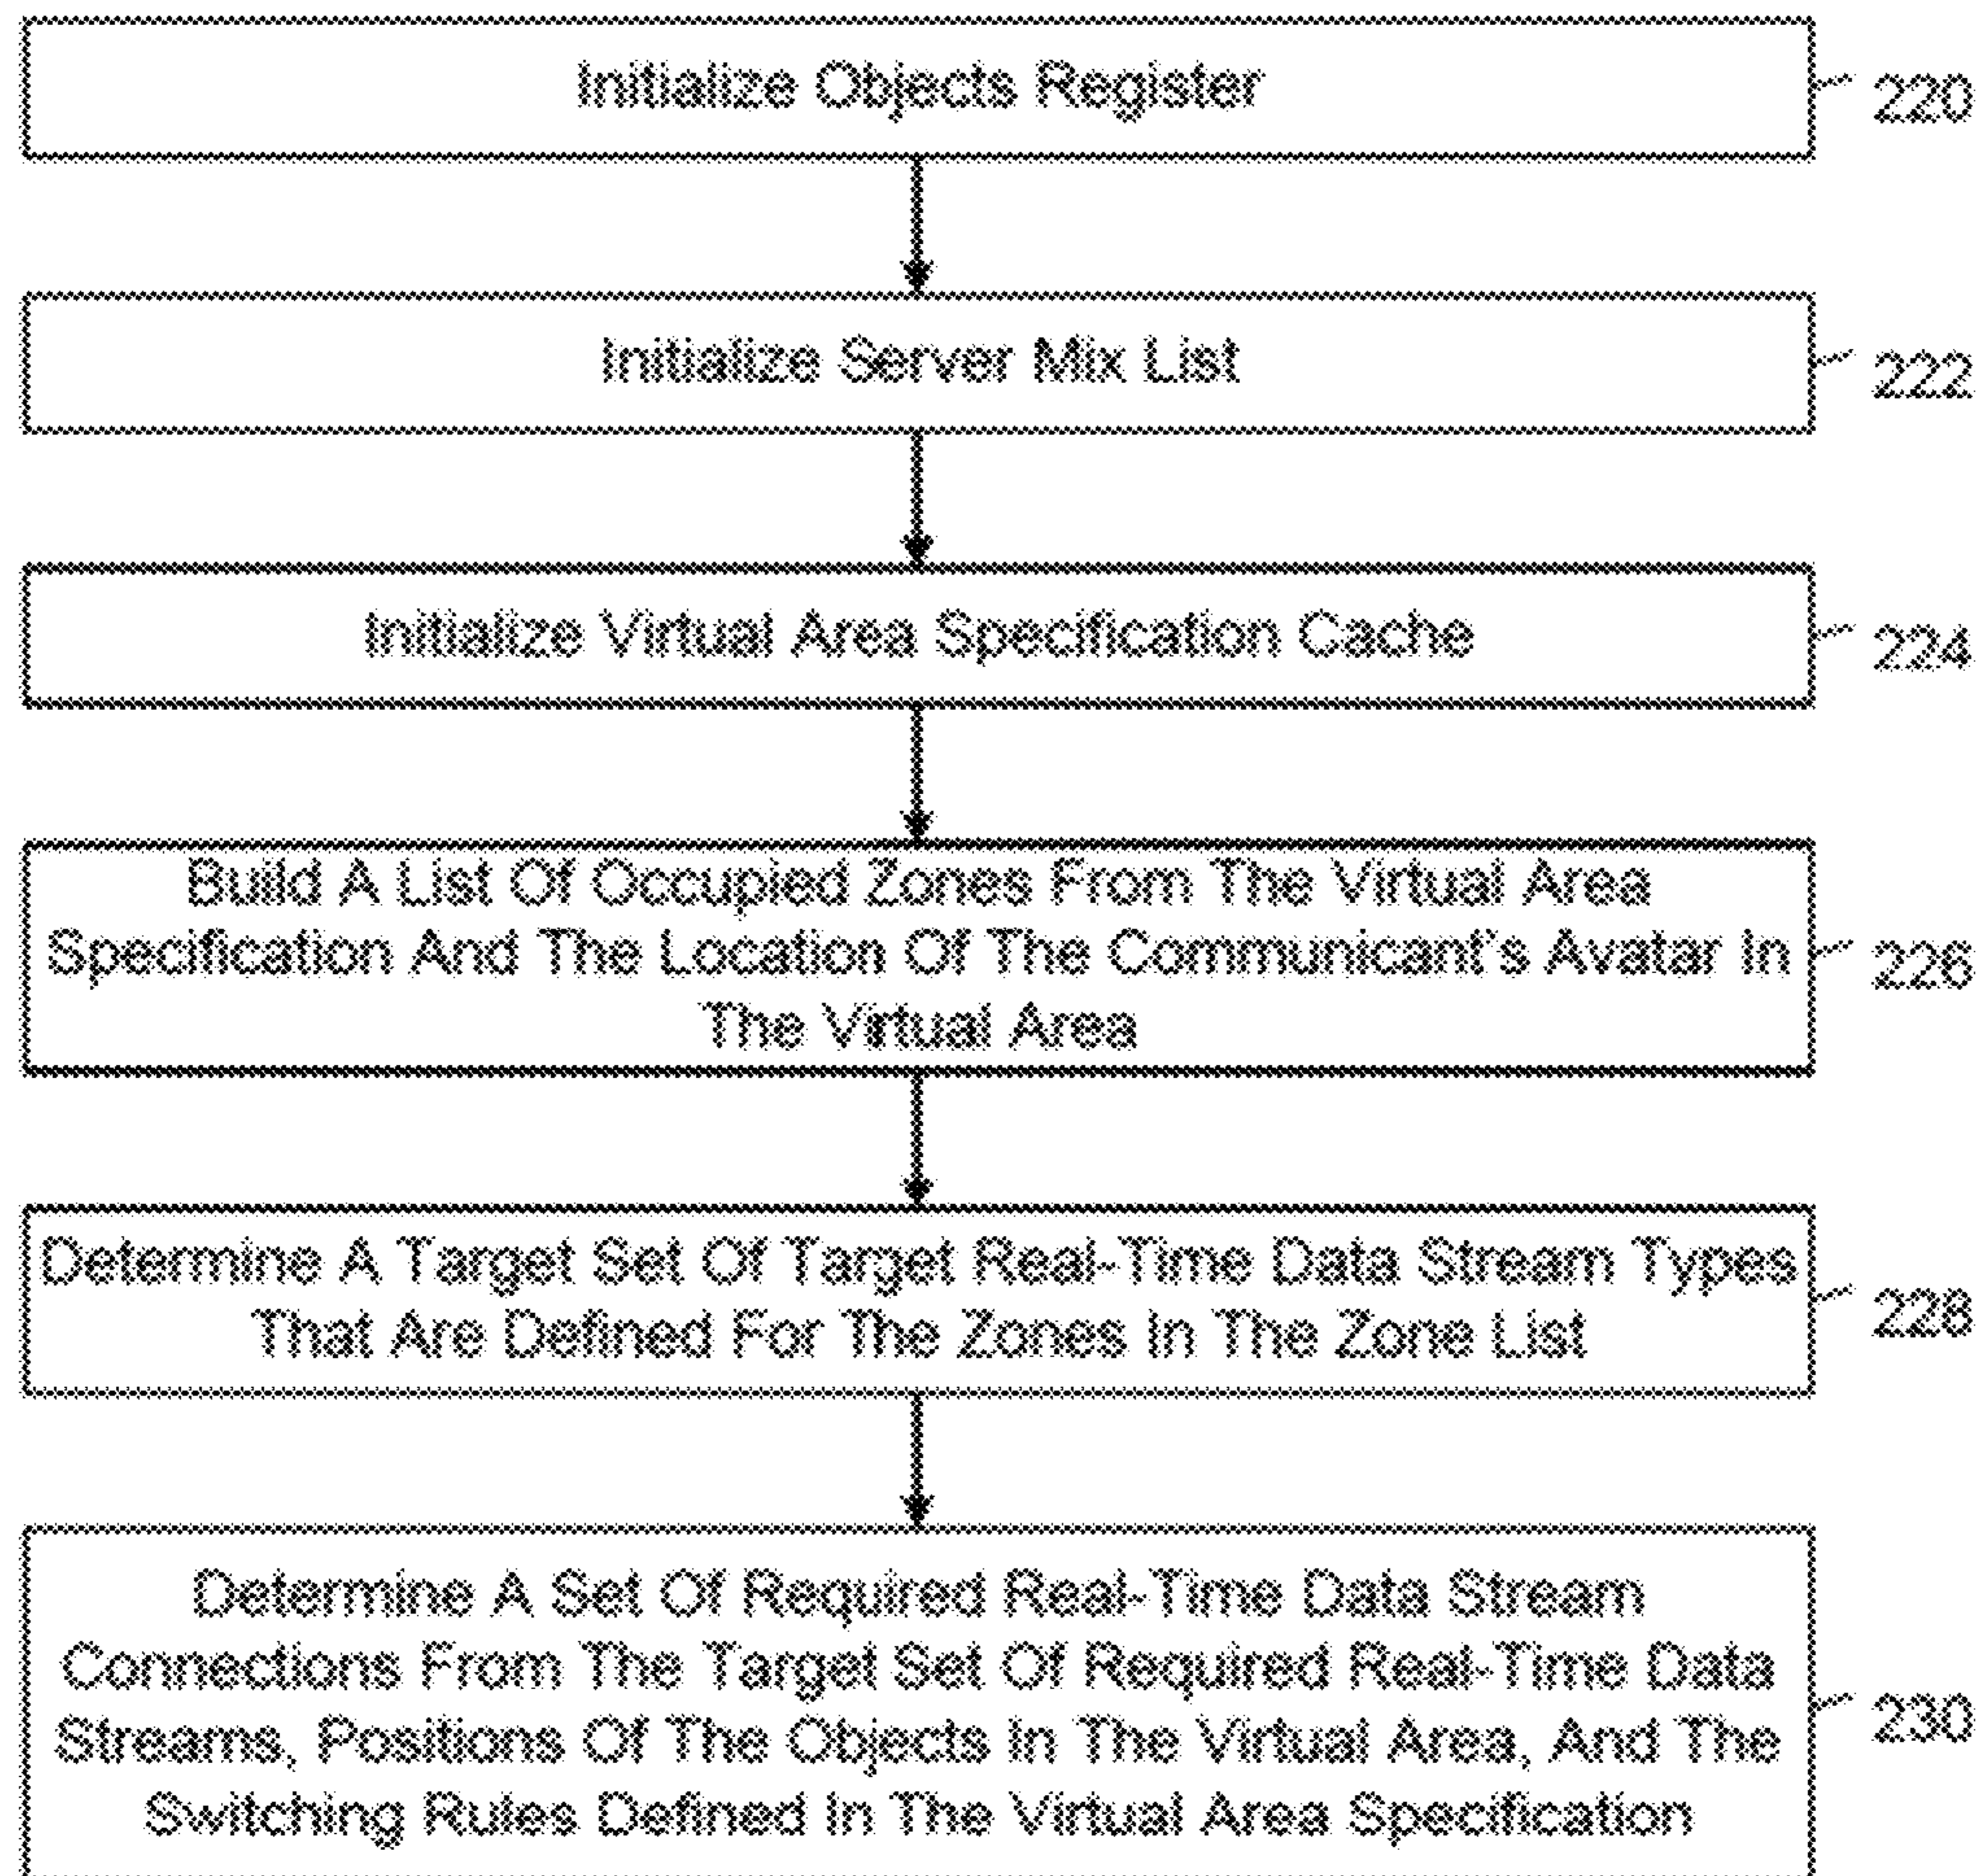 Initialize Objects Register
220
Initialize Server Mix List
222
Initialize Virtual Area Specification Cache
224
Build A List Of Occupied Zones From The Virtual Area
Specification And The Location Of The Communicant's Avatar In
The Virtual Area
226
Determine A Target Set Of Target Real-Time Data Stream Types
That Are Defined For The Zones In The Zone List
228
Determine A Set Of Required Real-Time Data Stream
Connections From The Target Set Of Required Real-Time Data
Streams, Positions Of The Objects In The Virtual Area, And The
Switching Rules Defined In The Virtual Area Specification
230